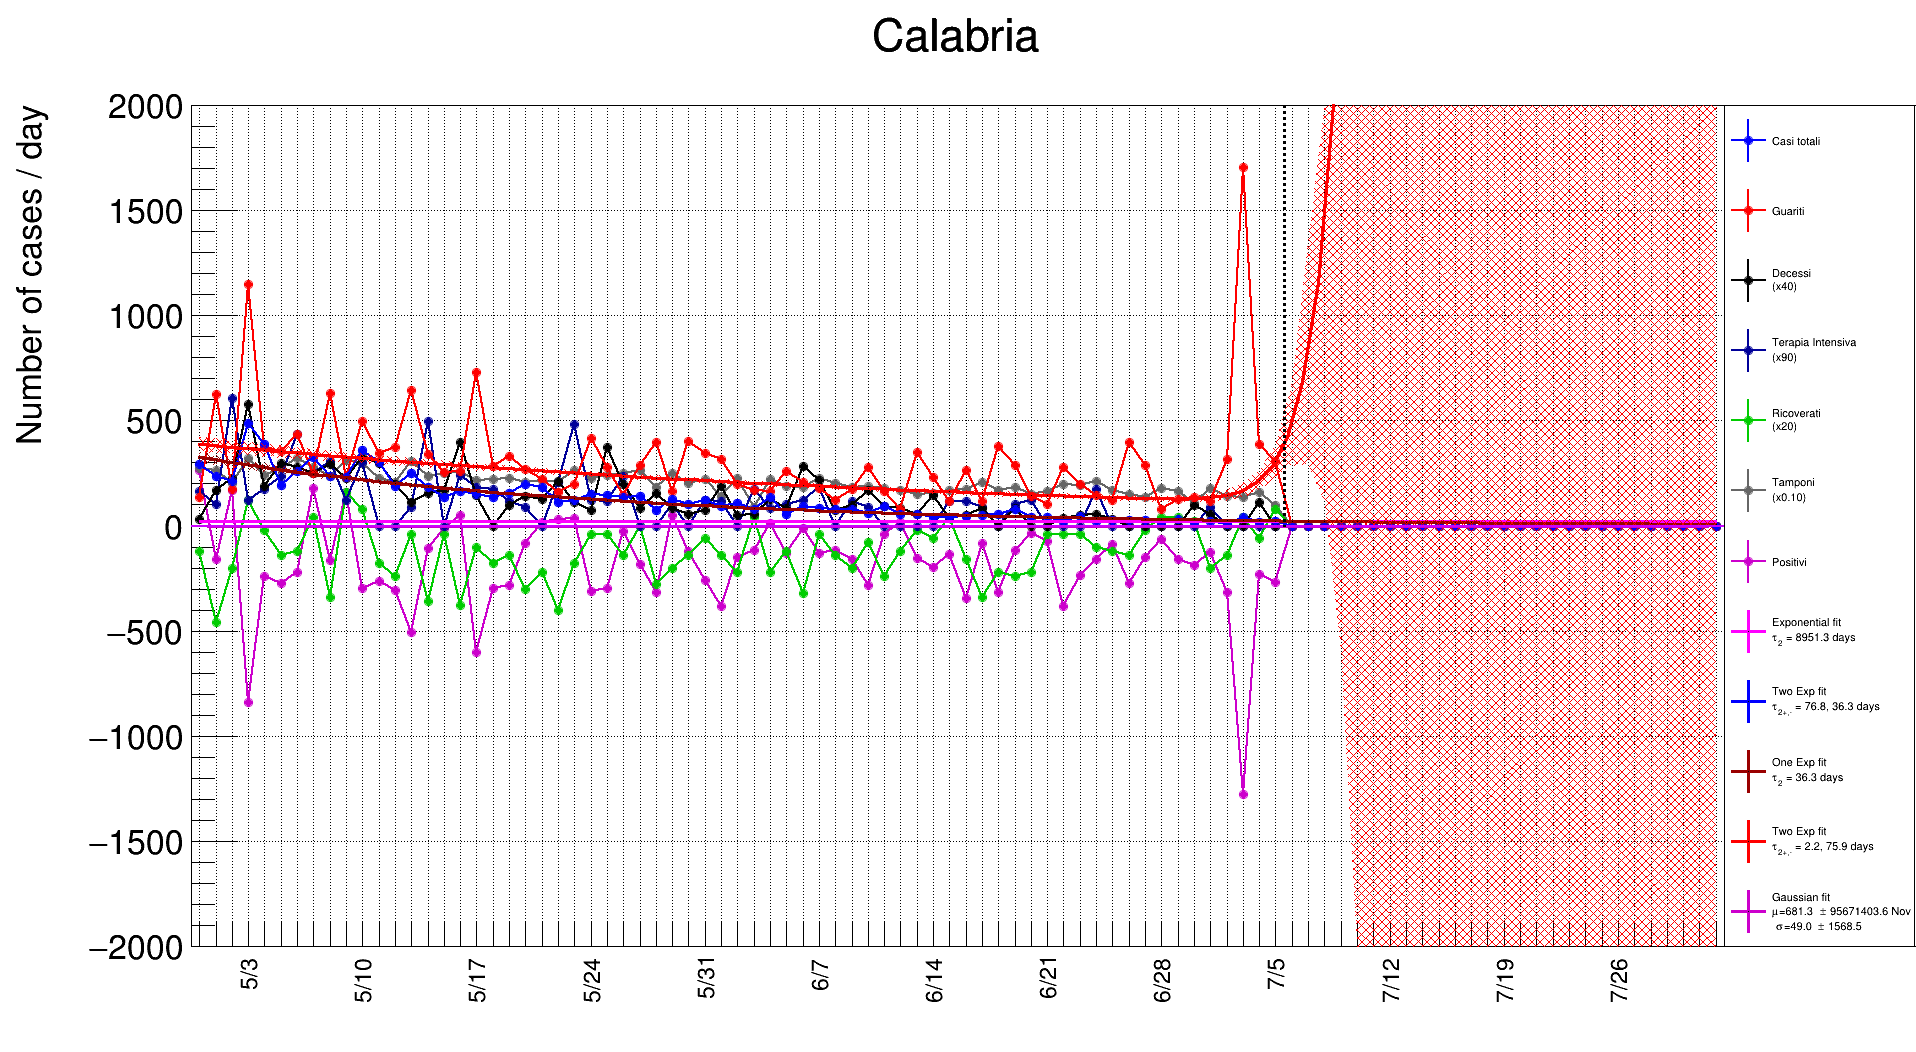 Calabria
Number of cases / day
2000
1500
1000
500
0
−500
−1000
−1500
−2000
5/3
5/10
5/17
5/24
5/31
6/7
6/14
6/21
6/28
7/5
7/12
7/19
7/26
Casi totali
Guariti
Decessi
(x40)
Terapia Intensiva
(x90)
Ricoverati
(x20)
Tamponi
(x0.10)
Positivi
Exponential fit
τ2 = 8951.3 days
Two Exp fit
τ2+,- = 76.8, 36.3 days
One Exp fit
τ2 = 36.3 days
Two Exp fit
τ2+,- = 2.2, 75.9 days
Gaussian fit
μ=681.3 ± 95671403.6 Nov
σ=49.0 ± 1568.5